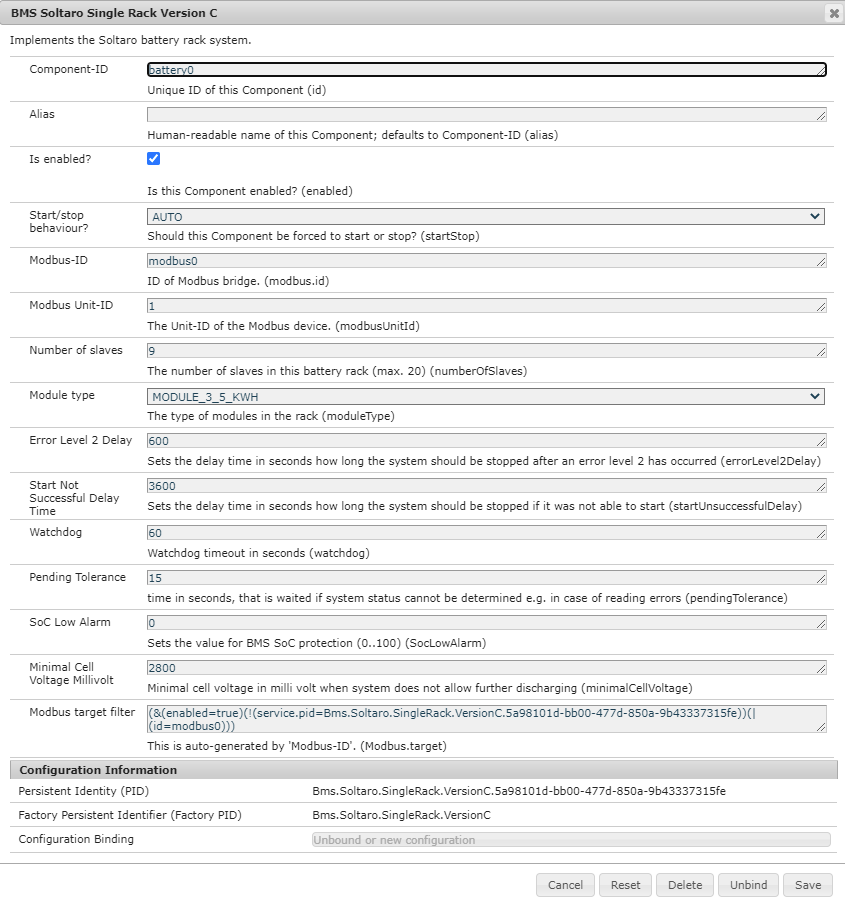 BMS Soltaro Single Rack Version C
Implements the Soltaro battery rack system.
Component-ID
battery0
Unique ID of this Component (id)
Alias
Human-readable name of this Component; defaults to Component-ID (alias)
Is enabled?
Is this Component enabled? (enabled)
Start/stop
behaviour?
AUTO
Should this Component be forced to start or stop? (startStop)
Modbus-ID
modbus0
ID of Modbus bridge. (modbus.id)
Modbus Unit-ID
1
The Unit-ID of the Modbus device. (modbusUnitId)
Number of slaves
9
The number of slaves in this battery rack (max. 20) (numberOfSlaves)
Module type
MODULE_3_5_KWH
The type of modules in the rack (moduleType)
Error Level 2 Delay
600
Sets the delay time in seconds how long the system should be stopped after an error level 2 has occurred (errorLevel2Delay)
Start Not
Successful Delay
Time
3600
Sets the delay time in seconds how long the system should be stopped if it was not able to start (startUnsuccessfulDelay)
Watchdog
60
Watchdog timeout in seconds (watchdog)
Pending Tolerance
15
time in seconds, that is waited if system status cannot be determined e.g. in case of reading errors (pendingTolerance)
SoC Low Alarm
0
Sets the value for BMS SoC protection (0..100) (SocLowAlarm)
Minimal Cell
Voltage Millivolt
2800
Minimal cell voltage in milli volt when system does not allow further discharging (minimalCellVoltage)
Modbus target filter
(&(enabled=true)(!(service.pid=Bms.Soltaro.SingleRack.VersionC.5a98101d-bb00-477d-850a-9b43337315fe))(|
(id=modbus0)))
This is auto-generated by 'Modbus-ID'. (Modbus.target)
Configuration Information
Persistent Identity (PID)
Bms.Soltaro.SingleRack.VersionC.5a98101d-bb00-477d-850a-9b43337315fe
Factory Persistent Identifier (Factory PID)
Bms.Soltaro.SingleRack.VersionC
Configuration Binding
Unbound or new configuration
Cancel
Reset
Delete
Unbind
Save